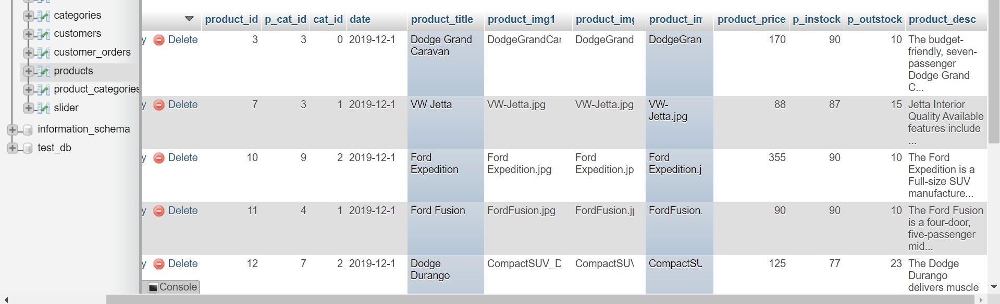 categories
customers
customer_orders
products
product_categories
slider
information_schema
test_db
product_id p_cat_id cat_id date product_title product_img1 product_img product_im product_price p_instock p_outstock product_desc
y Delete 3 3 0 2019-12-1 Dodge Grand DodgeGrandCar DodgeGrand DodgeGran 170 90 10 The budget-
Caravan friendly, seven-
passenger
Dodge Grand
C...
y Delete 7 3 1 2019-12-1 VW Jetta VW-Jetta.jpg VW-Jetta.jpg VW- 88 87 15 Jetta Interior
Jetta.jpg Quality Available
features include
...
y Delete 10 9 2 2019-12-1 Ford Ford Ford Ford 355 90 10 The Ford
Expedition Expedition.jpg Expedition.jp Expedition.j Expedition is a
Full-size SUV
manufacture...
y Delete 11 4 1 2019-12-1 Ford Fusion FordFusion.jpg FordFusion.j FordFusion. 90 90 10 The Ford Fusion
is a four-door,
five-passenger
mid...
y Delete 12 7 2 2019-12-1 Dodge CompactSUV_D CompactSUV CompactSU 125 77 23 The Dodge
Durango Durango
delivers muscle
Console